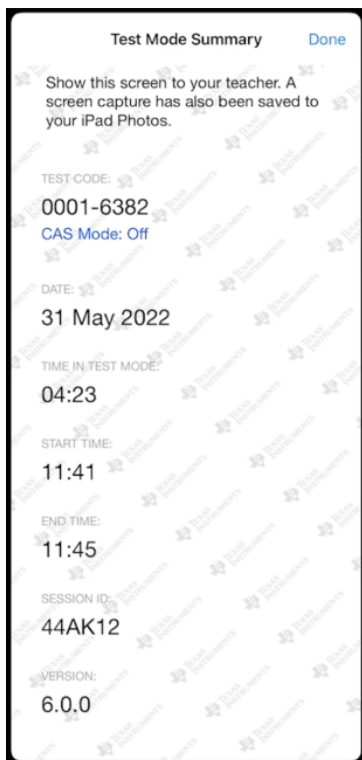 Test Mode Summary Done
Show this screen to your teacher. A
screen capture has also been saved to
your iPad Photos.
TEST CODE:
0001-6382
CAS Mode: Off
DATE:
31 May 2022
TIME IN TEST MODE:
04:23
START TIME:
11:41
END TIME:
11:45
SESSION ID:
44AK12
VERSION:
6.0.0
TEXAS
INSTRUMENTS